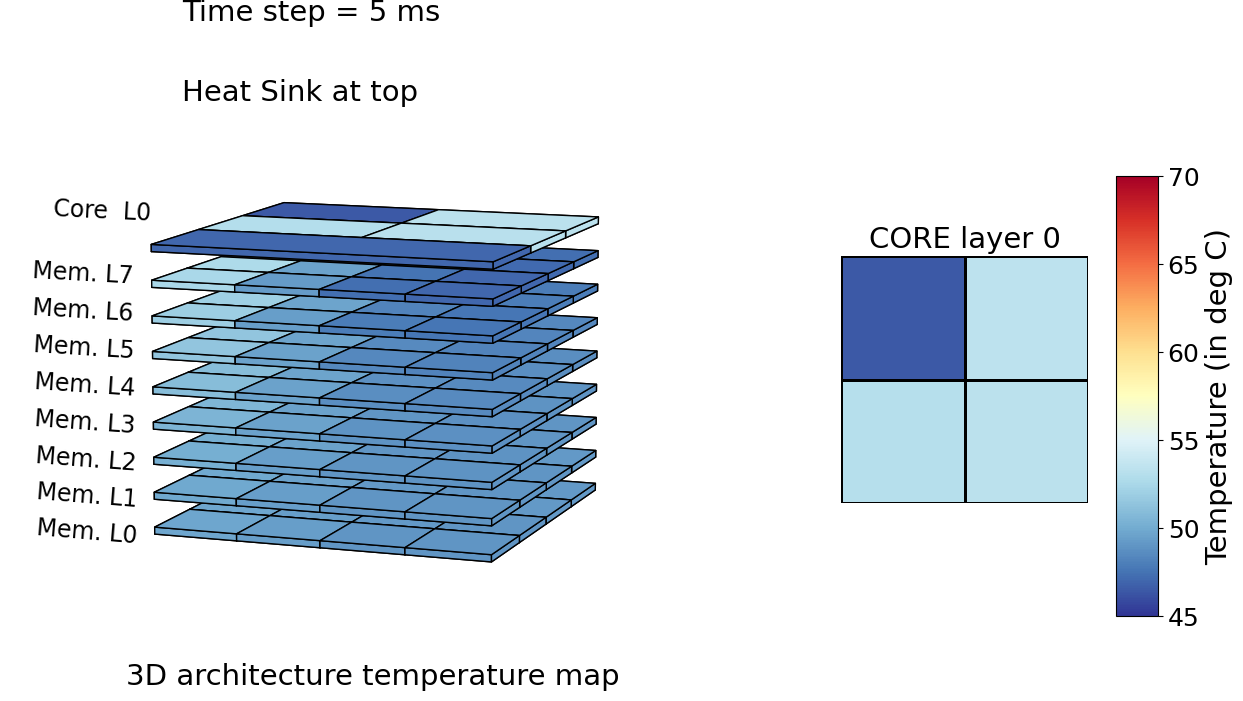 Time step = 5 ms
Heat Sink at top
Core  L0
Mem. L7
Mem. L6
Mem. L5
Mem. L4
Mem. L3
Mem. L2
Mem. L1
Mem. L0
3D architecture temperature map
CORE layer 0
70
65
60
55
50
45
Temperature (in deg C)